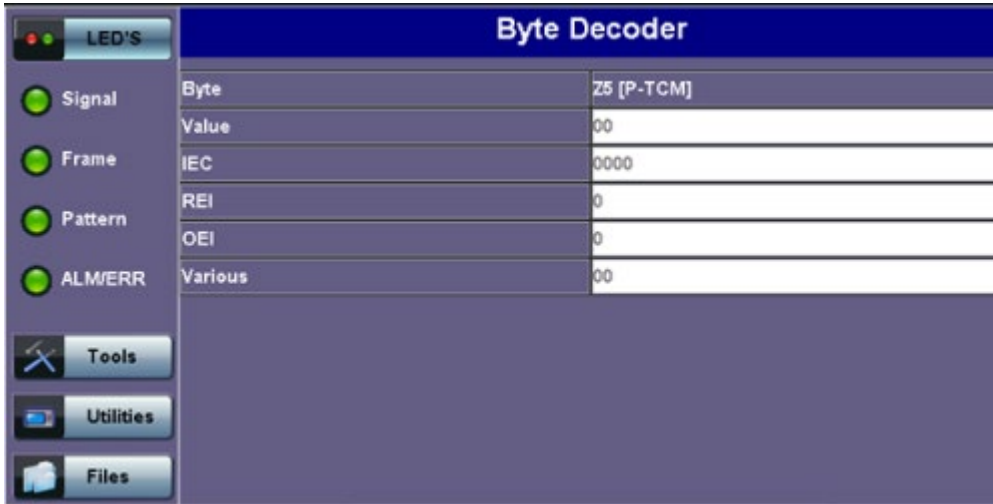 LED'S
Byte Decoder
Signal
Frame
Pattern
ALM/ERR
Tools
Utilities
Files
Byte Z5 [P-TCM]
Value 00
IEC 0000
REI 0
OEI 0
Various 00